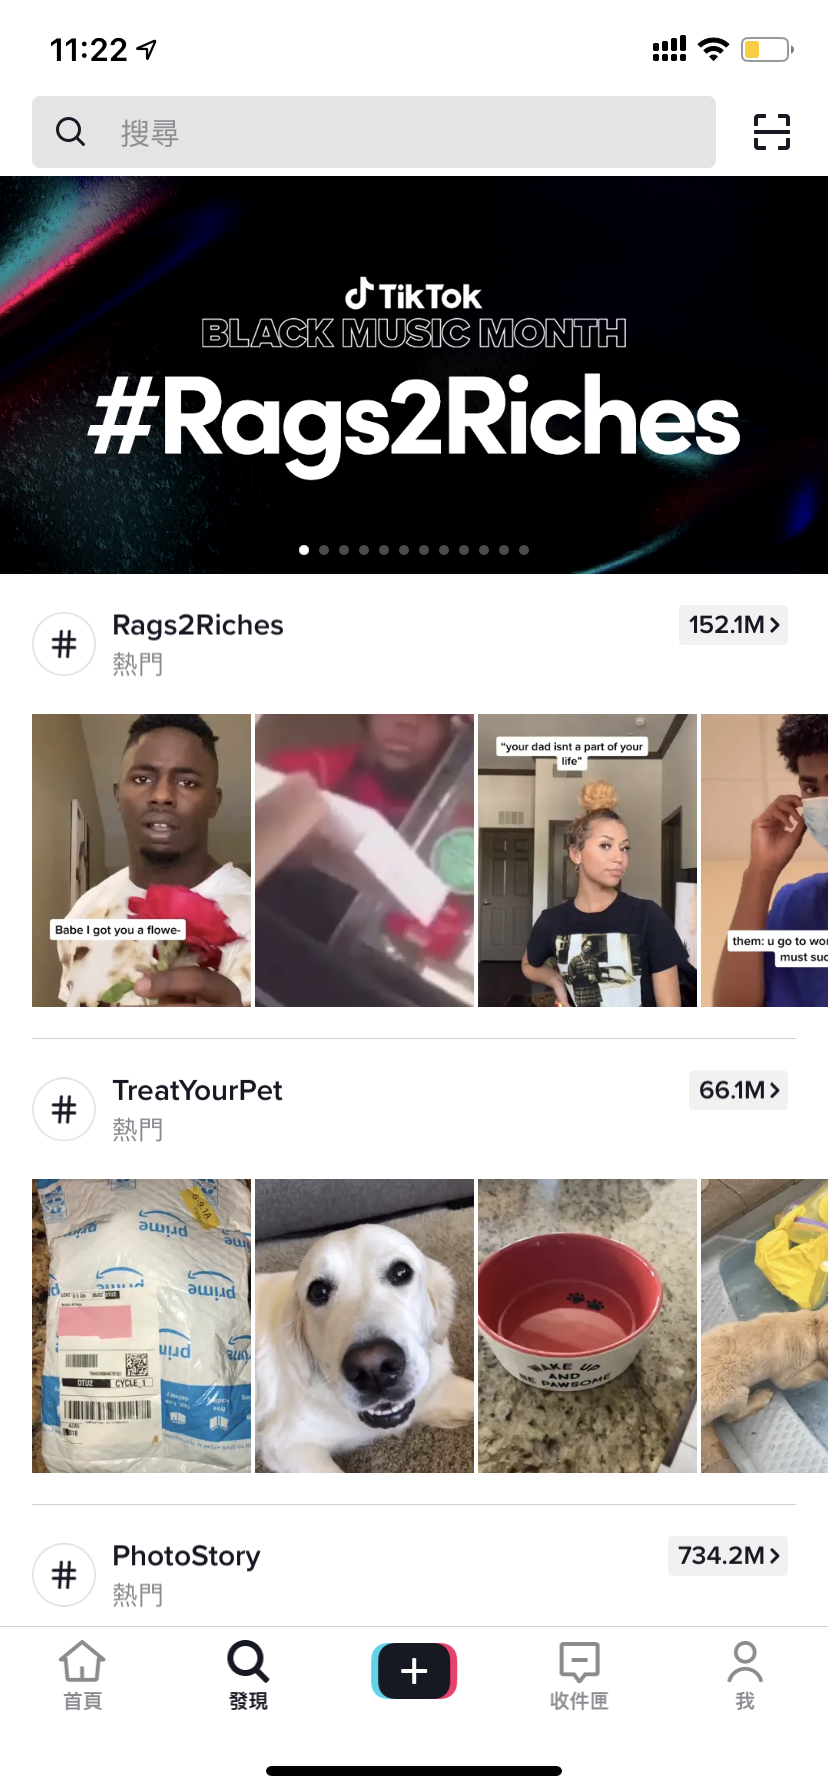 11:22
搜尋
TikTok
BLACK MUSIC MONTH
#Rags2Riches
Rags2Riches
152.1M
熱門
Babe I got you a flowe-
"your dad isnt a part of your
life"
them: u go to wor
must suc
TreatYourPet
66.1M
熱門
prime
prime
prime
DTU2 CYCLE_1
WAKE UP
AND
BE PAWSOME
PhotoStory
734.2M
熱門
首頁
發現
收件匣
我